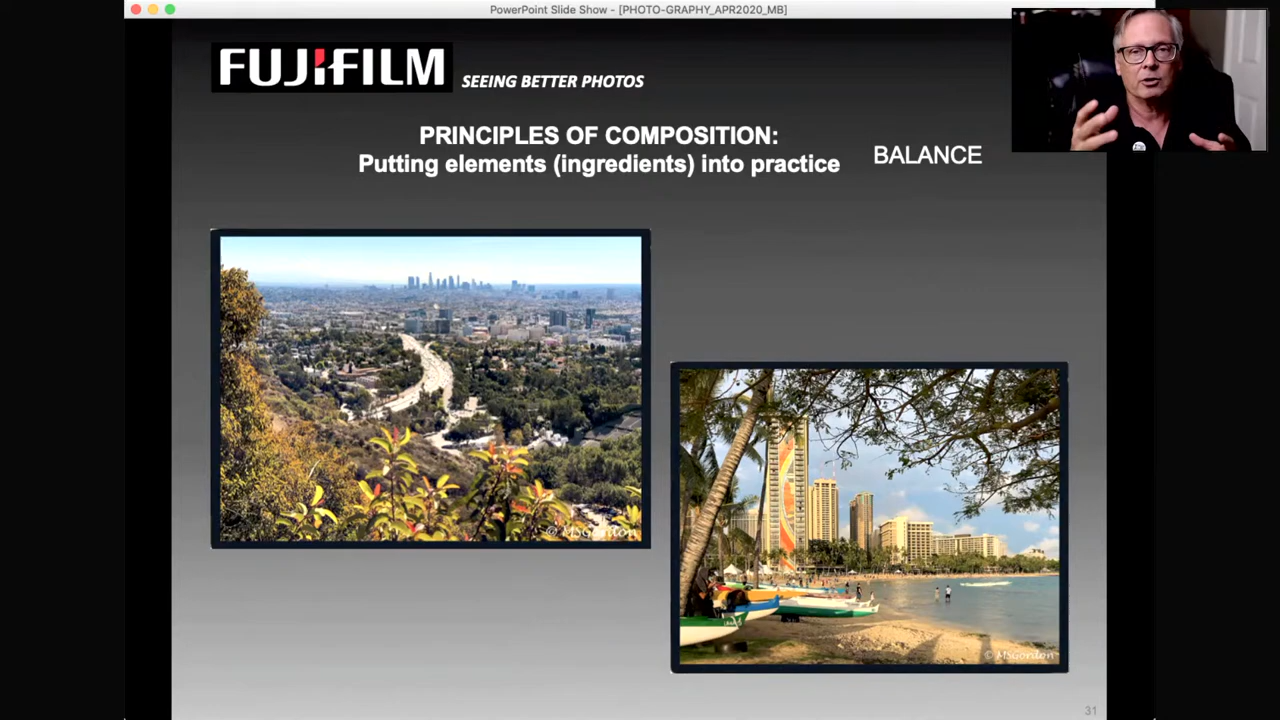 PowerPoint Slide Show - [PHOTO-GRAPHY_APR2020_MB]
FUJIFILM
SEEING BETTER PHOTOS
PRINCIPLES OF COMPOSITION:
Putting elements (ingredients) into practice
BALANCE
© MSGordon
© MSGordon
31